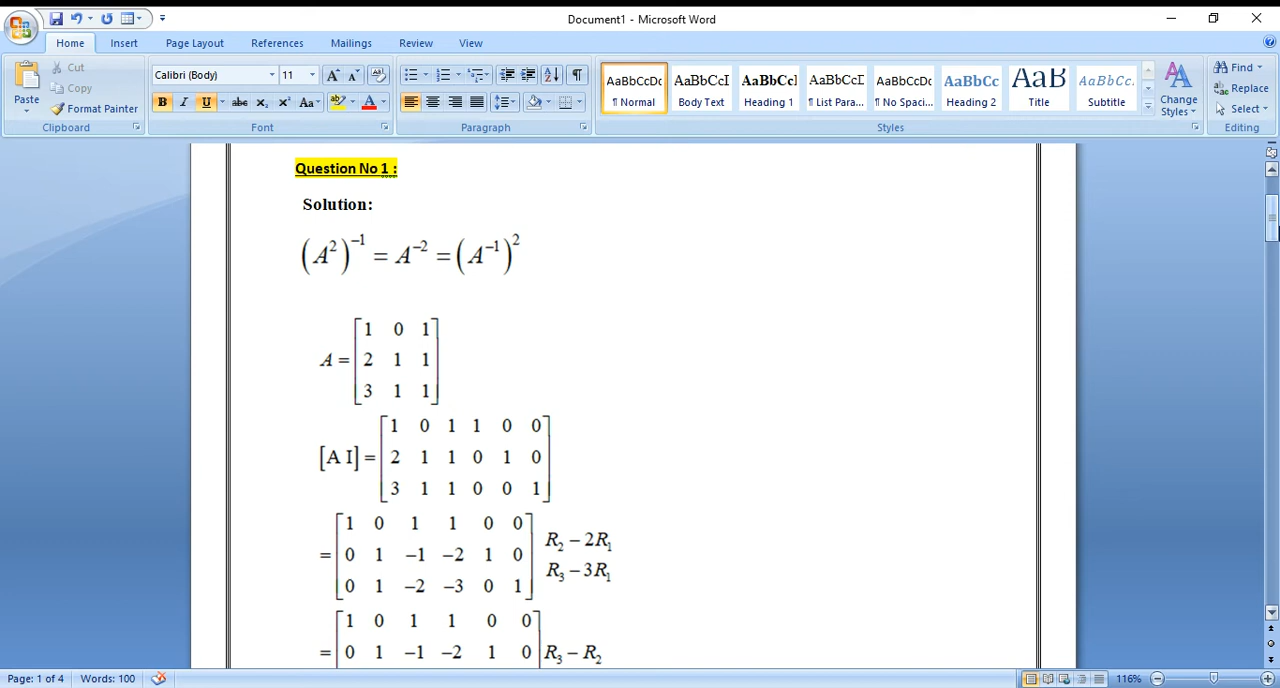 Document1 - Microsoft Word
Home Insert Page Layout References Mailings Review View
Paste
Cut
Copy
Format Painter
Clipboard
Calibri (Body) 11
B I U abc X₂ X² Aa
Font
Paragraph
AaBbCcDc AaBbCcI AaBbCc] AaBbCcI AaBbCcDc AaBbCc AaB AaBbCc.
¶ Normal Body Text Heading 1 ¶ List Para... ¶ No Spaci... Heading 2 Title Subtitle
Change Styles
Styles
Find
Replace
Select
Editing
Question No 1 :
Solution:
(A²)⁻¹ = A⁻² = (A⁻¹)²
1 0 1
A = 2 1 1
3 1 1
1 0 1 1 0 0
[A I] = 2 1 1 0 1 0
3 1 1 0 0 1
1 0 1 1 0 0
= 0 1 −1 −2 1 0 R₂ − 2R₁
0 1 −2 −3 0 1 R₃ − 3R₁
1 0 1 1 0 0
= 0 1 −1 −2 1 0 R₃ − R₂
Page: 1 of 4 Words: 100 116%